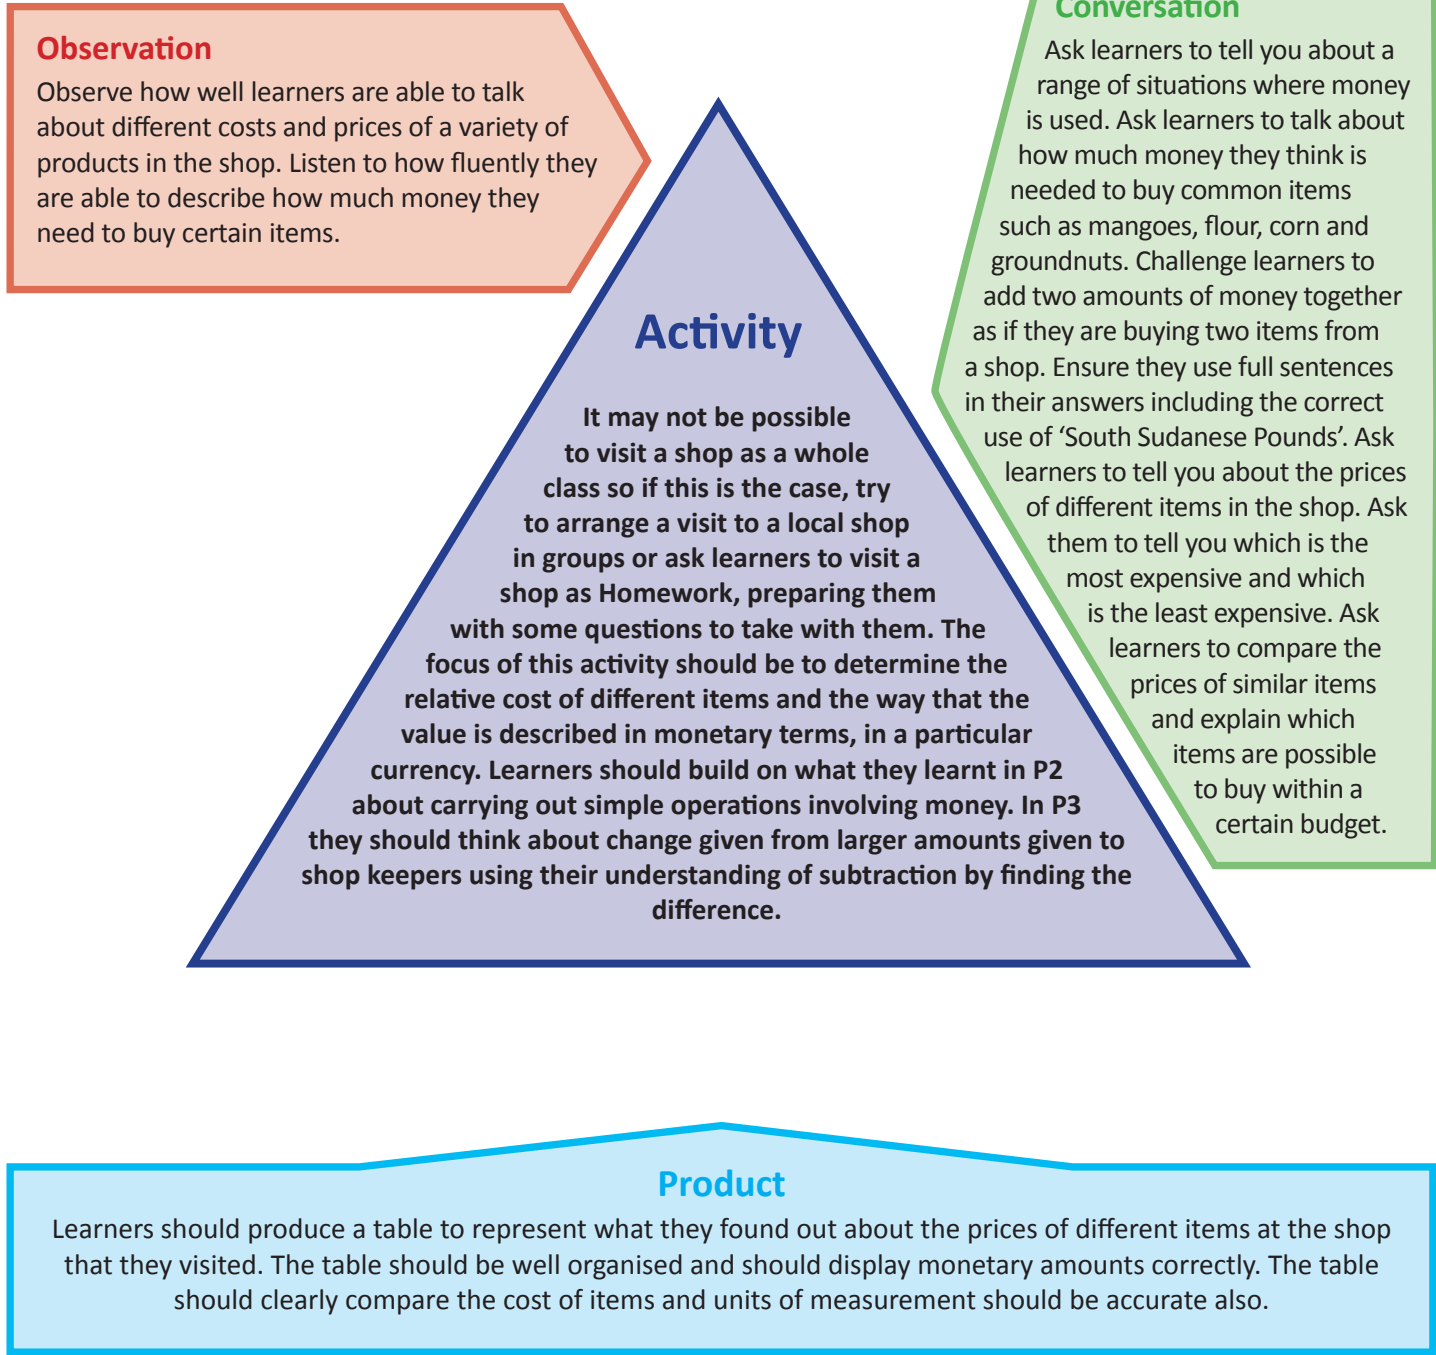 Observation
Observe how well learners are able to talk
about different costs and prices of a variety of
products in the shop. Listen to how fluently they
are able to describe how much money they
need to buy certain items.
Conversation
Ask learners to tell you about a
range of situations where money
is used. Ask learners to talk about
how much money they think is
needed to buy common items
such as mangoes, flour, corn and
groundnuts. Challenge learners to
add two amounts of money together
as if they are buying two items from
a shop. Ensure they use full sentences
in their answers including the correct
use of ‘South Sudanese Pounds’. Ask
learners to tell you about the prices
of different items in the shop. Ask
them to tell you which is the
most expensive and which
is the least expensive. Ask
learners to compare the
prices of similar items
and explain which
items are possible
to buy within a
certain budget.
Activity
It may not be possible
to visit a shop as a whole
class so if this is the case, try
to arrange a visit to a local shop
in groups or ask learners to visit a
shop as Homework, preparing them
with some questions to take with them. The
focus of this activity should be to determine the
relative cost of different items and the way that the
value is described in monetary terms, in a particular
currency. Learners should build on what they learnt in P2
about carrying out simple operations involving money. In P3
they should think about change given from larger amounts given to
shop keepers using their understanding of subtraction by finding the
difference.
Product
Learners should produce a table to represent what they found out about the prices of different items at the shop
that they visited. The table should be well organised and should display monetary amounts correctly. The table
should clearly compare the cost of items and units of measurement should be accurate also.